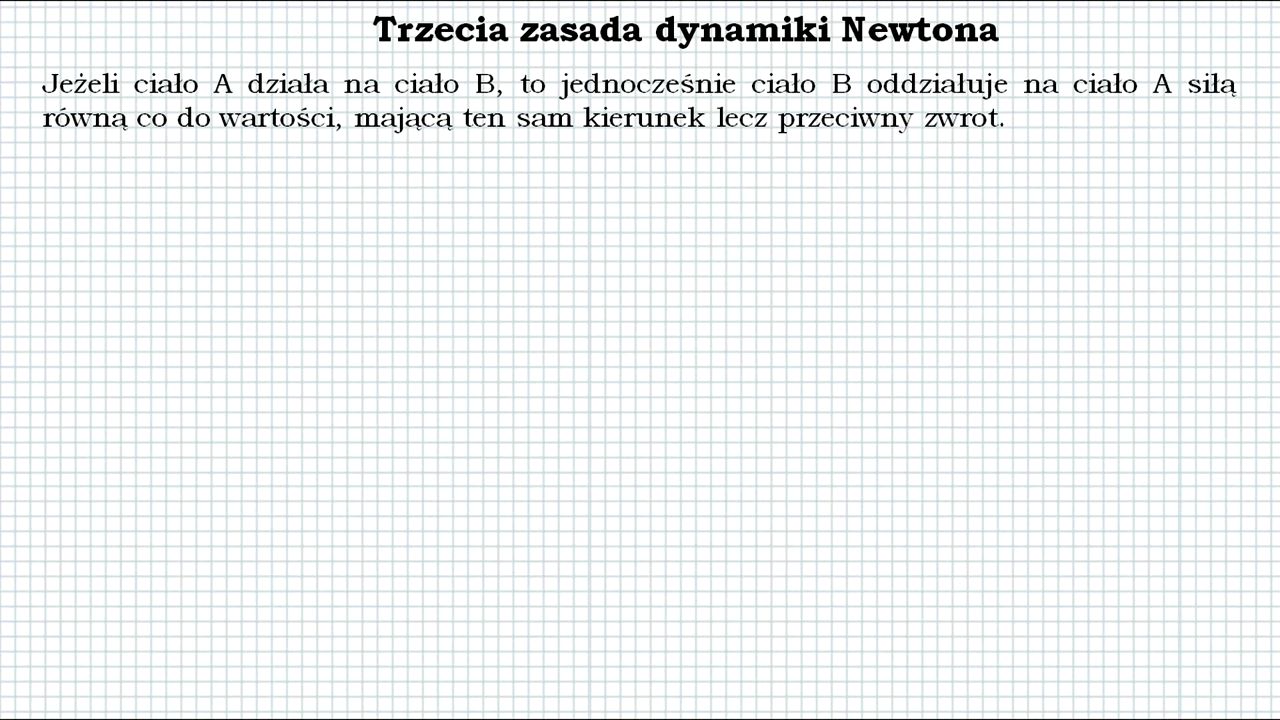 Trzecia zasada dynamiki Newtona
Jeżeli ciało A działa na ciało B, to jednocześnie ciało B oddziałuje na ciało A siłą
równą co do wartości, mającą ten sam kierunek lecz przeciwny zwrot.